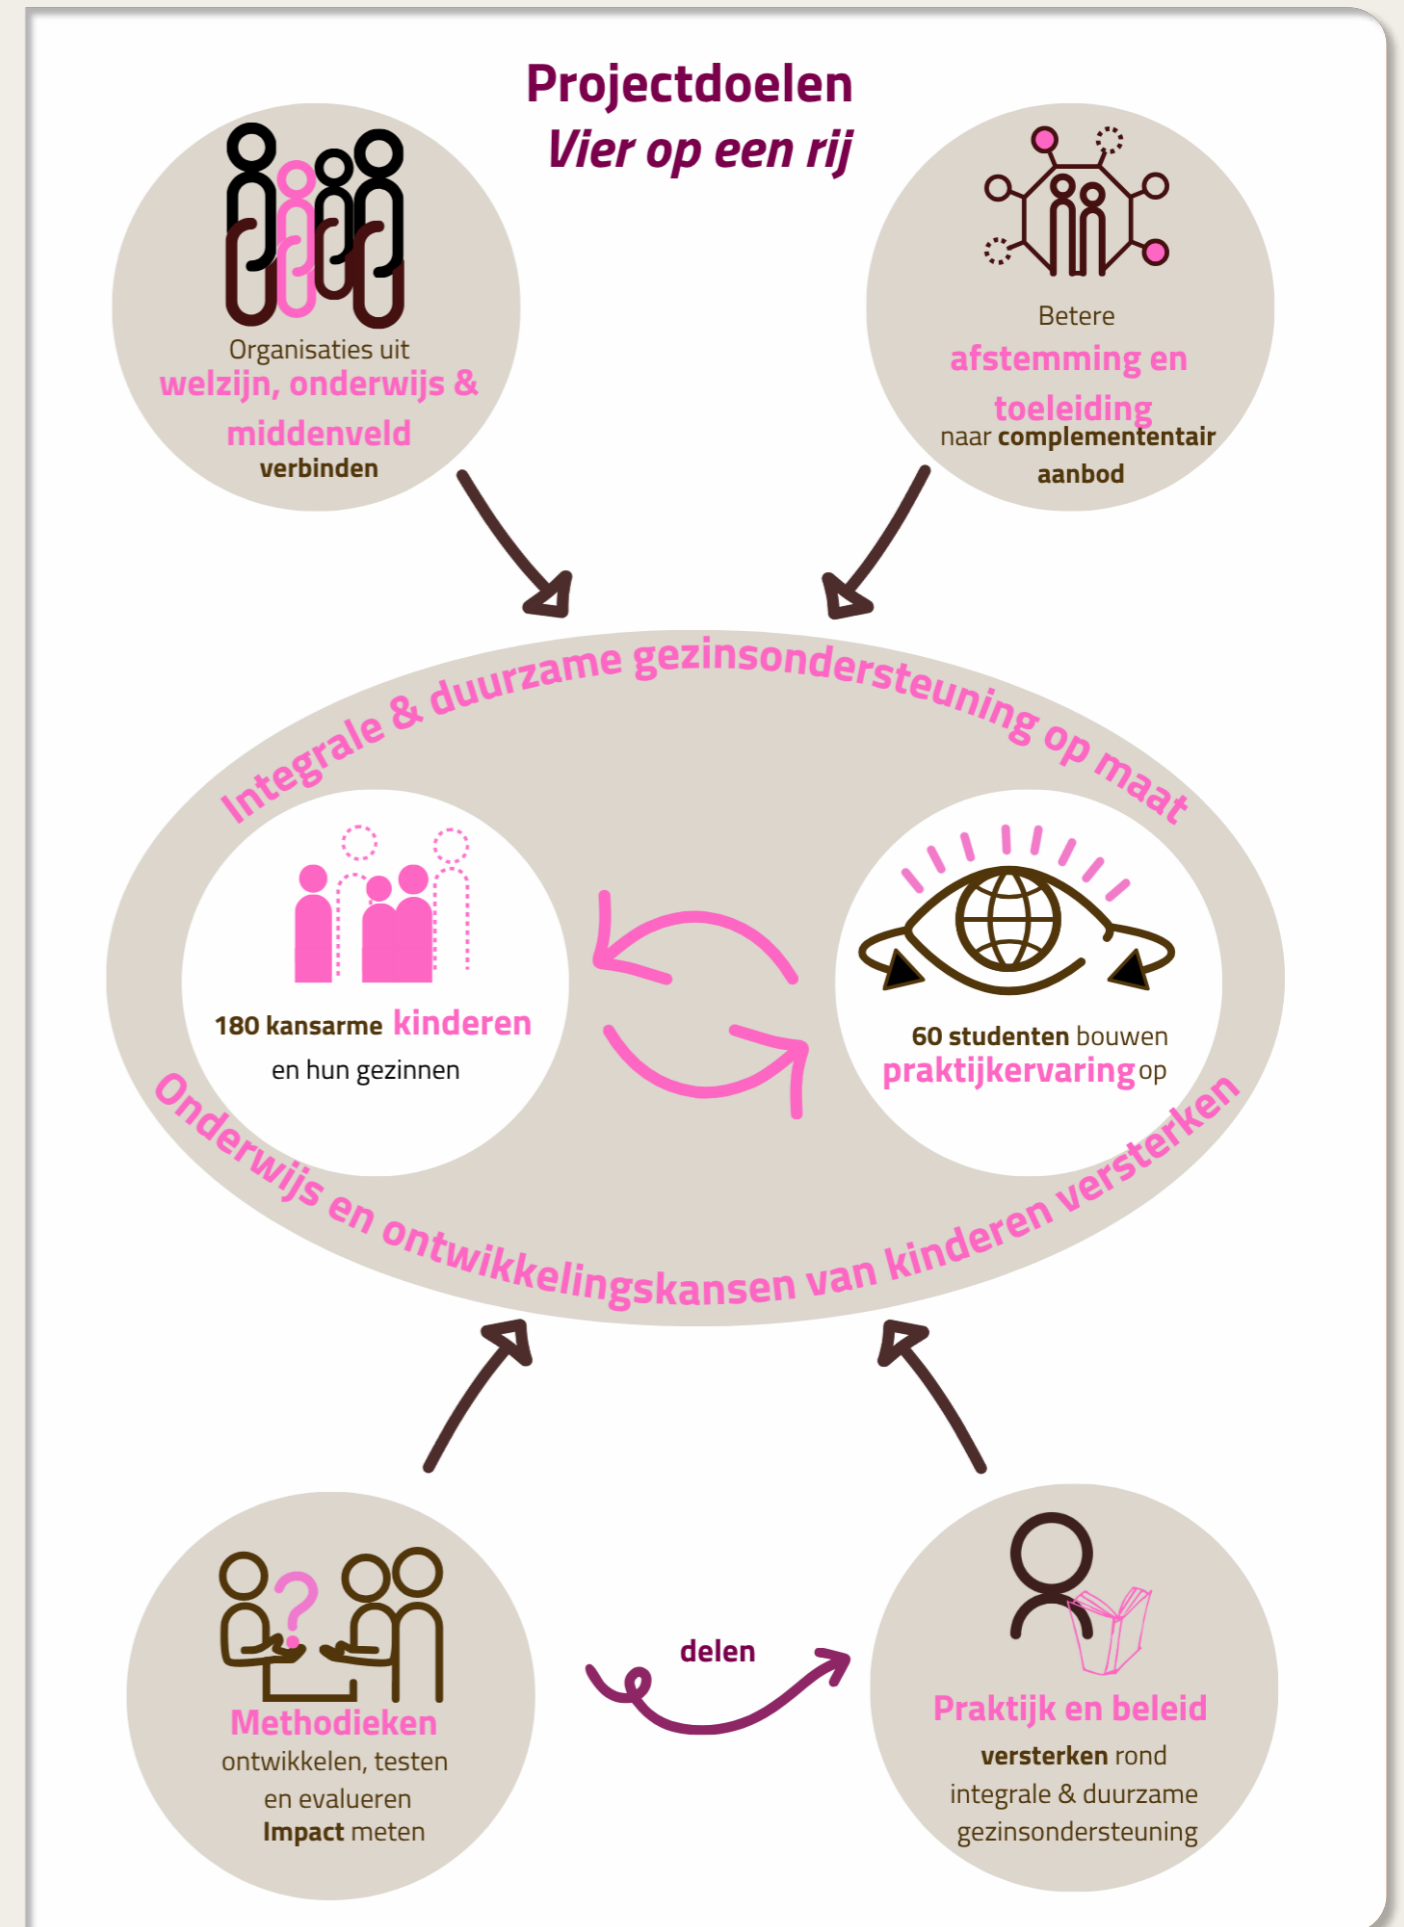 Projectdoelen
Vier op een rij
Organisaties uit
welzijn, onderwijs &
middenveld
verbinden
Betere
afstemming en
toeleiding
naar complemententair
aanbod
Integrale & duurzame gezinsondersteuning op maat
180 kansarme kinderen
en hun gezinnen
60 studenten bouwen
praktijkervaring op
Onderwijs en ontwikkelingskansen van kinderen versterken
Methodieken
ontwikkelen, testen
en evalueren
Impact meten
delen
Praktijk en beleid
versterken rond
integrale & duurzame
gezinsondersteuning